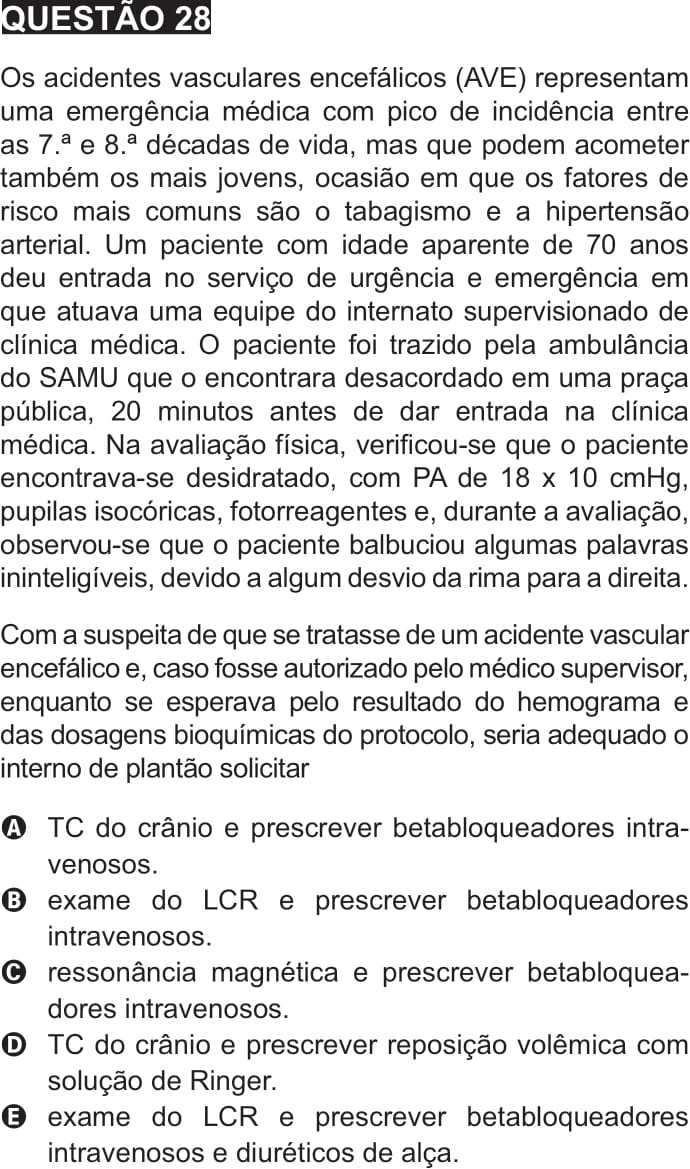 QUESTÃO 28
Os acidentes vasculares encefálicos (AVE) representam
uma emergência médica com pico de incidência entre
as 7.ª e 8.ª décadas de vida, mas que podem acometer
também os mais jovens, ocasião em que os fatores de
risco mais comuns são o tabagismo e a hipertensão
arterial. Um paciente com idade aparente de 70 anos
deu entrada no serviço de urgência e emergência em
que atuava uma equipe do internato supervisionado de
clínica médica. O paciente foi trazido pela ambulância
do SAMU que o encontrara desacordado em uma praça
pública, 20 minutos antes de dar entrada na clínica
médica. Na avaliação física, verificou-se que o paciente
encontrava-se desidratado, com PA de 18 x 10 cmHg,
pupilas isocóricas, fotorreagentes e, durante a avaliação,
observou-se que o paciente balbuciou algumas palavras
ininteligíveis, devido a algum desvio da rima para a direita.
Com a suspeita de que se tratasse de um acidente vascular
encefálico e, caso fosse autorizado pelo médico supervisor,
enquanto se esperava pelo resultado do hemograma e
das dosagens bioquímicas do protocolo, seria adequado o
interno de plantão solicitar
A TC do crânio e prescrever betabloqueadores intra-
venosos.
B exame do LCR e prescrever betabloqueadores
intravenosos.
C ressonância magnética e prescrever betabloquea-
dores intravenosos.
D TC do crânio e prescrever reposição volêmica com
solução de Ringer.
E exame do LCR e prescrever betabloqueadores
intravenosos e diuréticos de alça.